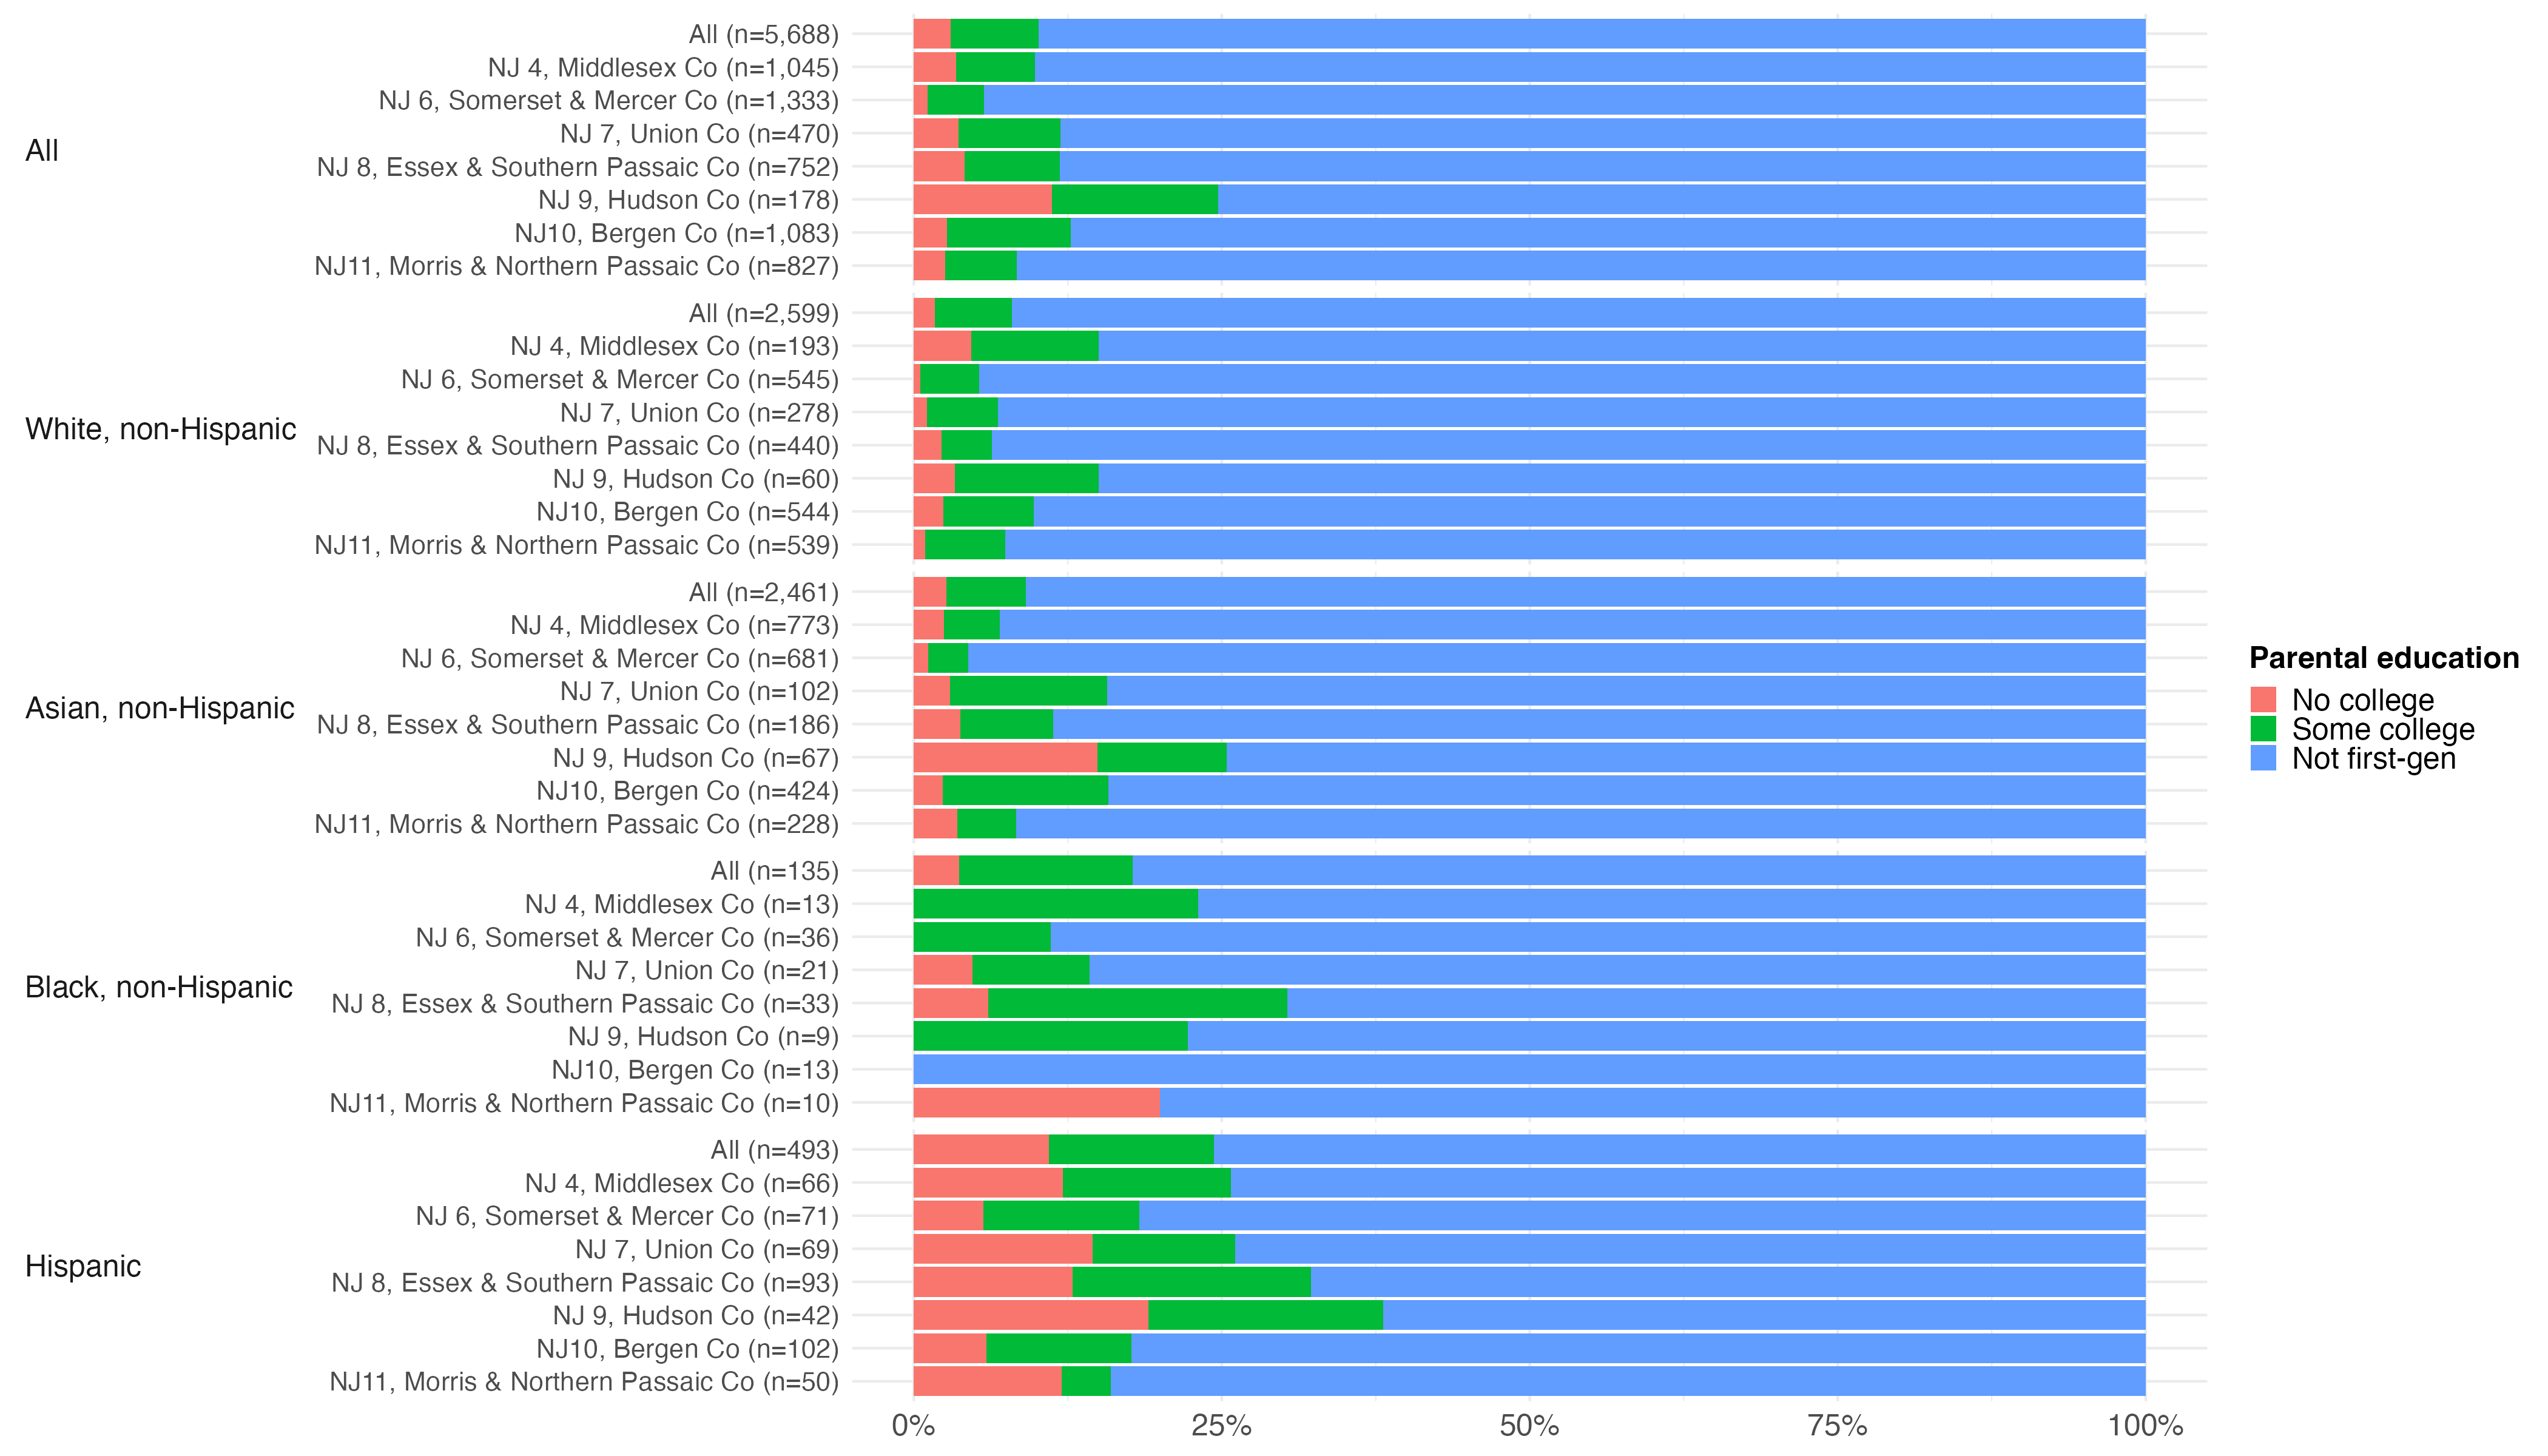 All
All (n=5,688)
NJ 4, Middlesex Co (n=1,045)
NJ 6, Somerset & Mercer Co (n=1,333)
NJ 7, Union Co (n=470)
NJ 8, Essex & Southern Passaic Co (n=752)
NJ 9, Hudson Co (n=178)
NJ10, Bergen Co (n=1,083)
NJ11, Morris & Northern Passaic Co (n=827)
White, non-Hispanic
All (n=2,599)
NJ 4, Middlesex Co (n=193)
NJ 6, Somerset & Mercer Co (n=545)
NJ 7, Union Co (n=278)
NJ 8, Essex & Southern Passaic Co (n=440)
NJ 9, Hudson Co (n=60)
NJ10, Bergen Co (n=544)
NJ11, Morris & Northern Passaic Co (n=539)
Asian, non-Hispanic
All (n=2,461)
NJ 4, Middlesex Co (n=773)
NJ 6, Somerset & Mercer Co (n=681)
NJ 7, Union Co (n=102)
NJ 8, Essex & Southern Passaic Co (n=186)
NJ 9, Hudson Co (n=67)
NJ10, Bergen Co (n=424)
NJ11, Morris & Northern Passaic Co (n=228)
Black, non-Hispanic
All (n=135)
NJ 4, Middlesex Co (n=13)
NJ 6, Somerset & Mercer Co (n=36)
NJ 7, Union Co (n=21)
NJ 8, Essex & Southern Passaic Co (n=33)
NJ 9, Hudson Co (n=9)
NJ10, Bergen Co (n=13)
NJ11, Morris & Northern Passaic Co (n=10)
Hispanic
All (n=493)
NJ 4, Middlesex Co (n=66)
NJ 6, Somerset & Mercer Co (n=71)
NJ 7, Union Co (n=69)
NJ 8, Essex & Southern Passaic Co (n=93)
NJ 9, Hudson Co (n=42)
NJ10, Bergen Co (n=102)
NJ11, Morris & Northern Passaic Co (n=50)
0% 25% 50% 75% 100%
Parental education
No college
Some college
Not first-gen